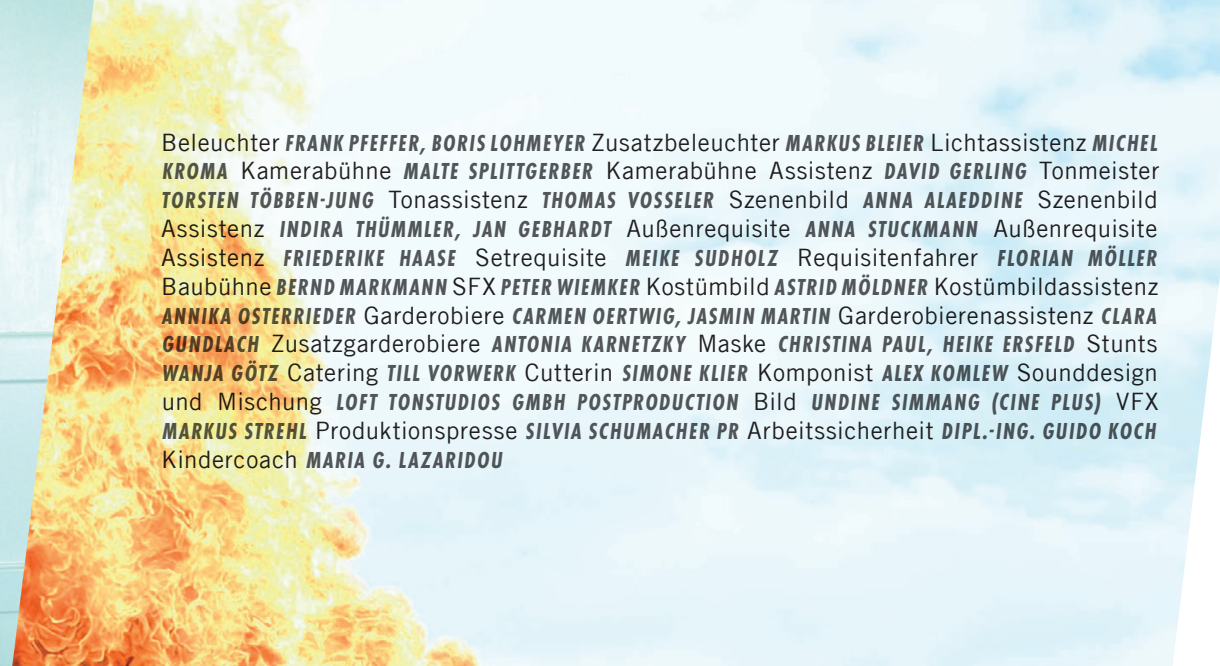 Beleuchter FRANK PFEFFER, BORIS LOHMEYER Zusatzbeleuchter MARKUS BLEIER Lichtassistenz MICHEL
KROMA Kamerabühne MALTE SPLITTGERBER Kamerabühne Assistenz DAVID GERLING Tonmeister
TORSTEN TÖBBEN-JUNG Tonassistenz THOMAS VOSSELER Szenenbild ANNA ALAEDDINE Szenenbild
Assistenz INDIRA THÜMMLER, JAN GEBHARDT Außenrequisite ANNA STUCKMANN Außenrequisite
Assistenz FRIEDERIKE HAASE Setrequisite MEIKE SUDHOLZ Requisitenfahrer FLORIAN MÖLLER
Baubühne BERND MARKMANN SFX PETER WIEMKER Kostümbild ASTRID MÖLDNER Kostümbildassistenz
ANNIKA OSTERRIEDER Garderobiere CARMEN OERTWIG, JASMIN MARTIN Garderobierenassistenz CLARA
GUNDLACH Zusatzgarderobiere ANTONIA KARNETZKY Maske CHRISTINA PAUL, HEIKE ERSFELD Stunts
WANJA GÖTZ Catering TILL VORWERK Cutterin SIMONE KLIER Komponist ALEX KOMLEW Sounddesign
und Mischung LOFT TONSTUDIOS GMBH POSTPRODUCTION Bild UNDINE SIMMANG (CINE PLUS) VFX
MARKUS STREHL Produktionspresse SILVIA SCHUMACHER PR Arbeitssicherheit DIPL.-ING. GUIDO KOCH
Kindercoach MARIA G. LAZARIDOU